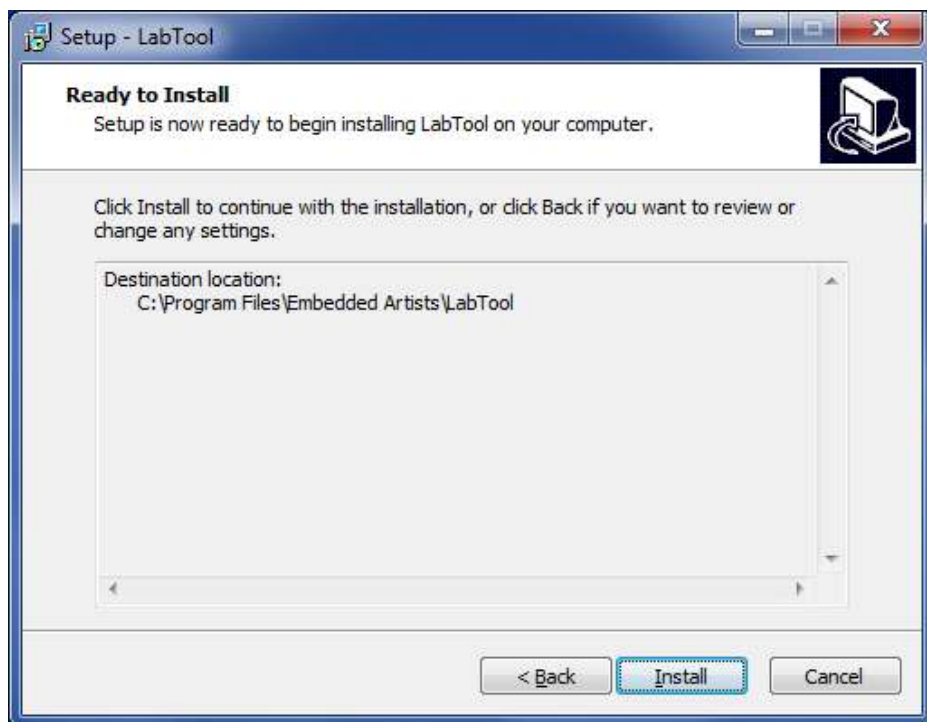 Setup - LabTool
Ready to Install
Setup is now ready to begin installing LabTool on your computer.
Click Install to continue with the installation, or click Back if you want to review or
change any settings.
Destination location:
C:\Program Files\Embedded Artists\LabTool
< Back
Install
Cancel